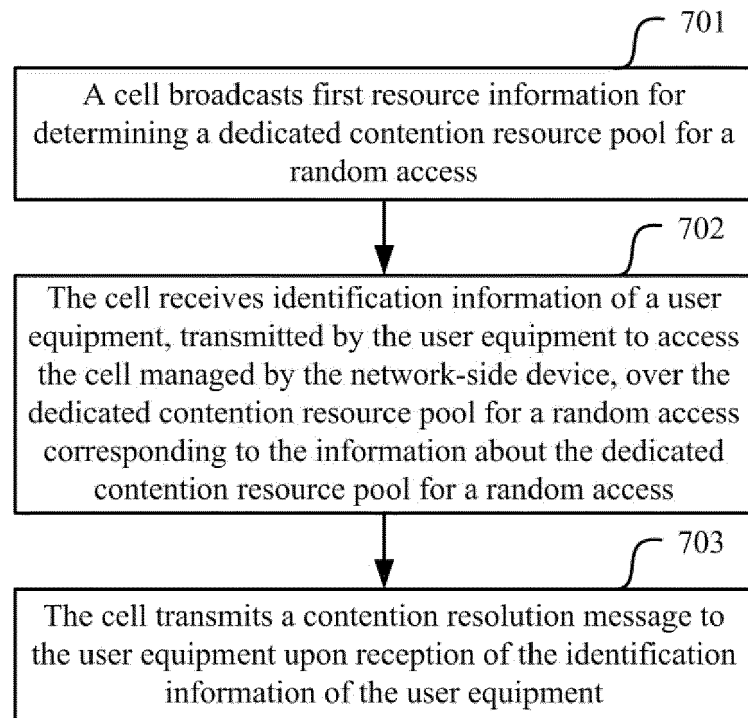 701
A cell broadcasts first resource information for
determining a dedicated contention resource pool for a
random access
702
The cell receives identification information of a user
equipment, transmitted by the user equipment to access
the cell managed by the network-side device, over the
dedicated contention resource pool for a random access
corresponding to the information about the dedicated
contention resource pool for a random access
703
The cell transmits a contention resolution message to
the user equipment upon reception of the identification
information of the user equipment